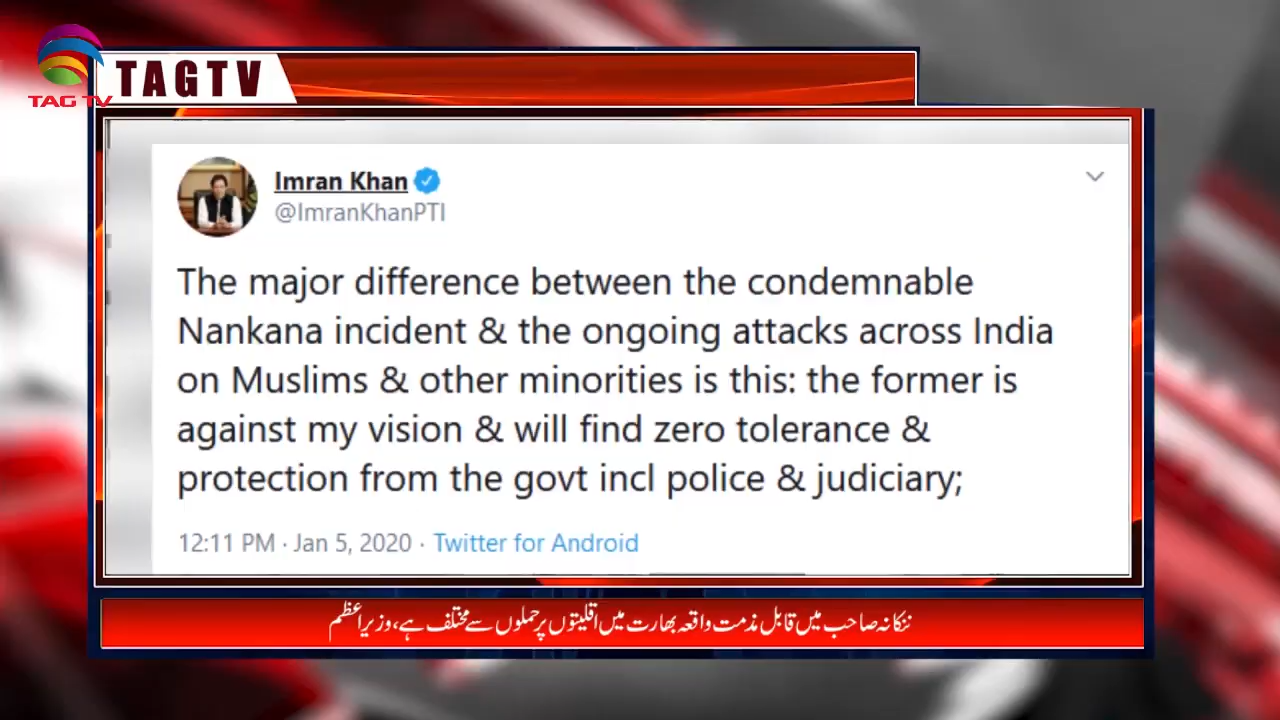 TAG TV
TAGTV
Imran Khan
@ImranKhanPTI
The major difference between the condemnable
Nankana incident & the ongoing attacks across India
on Muslims & other minorities is this: the former is
against my vision & will find zero tolerance &
protection from the govt incl police & judiciary;
12:11 PM · Jan 5, 2020 · Twitter for Android
ننکانہ صاحب میں قابل مذمت واقعہ بھارت میں اقلیتوں پر حملوں سے مختلف ہے، وزیراعظم